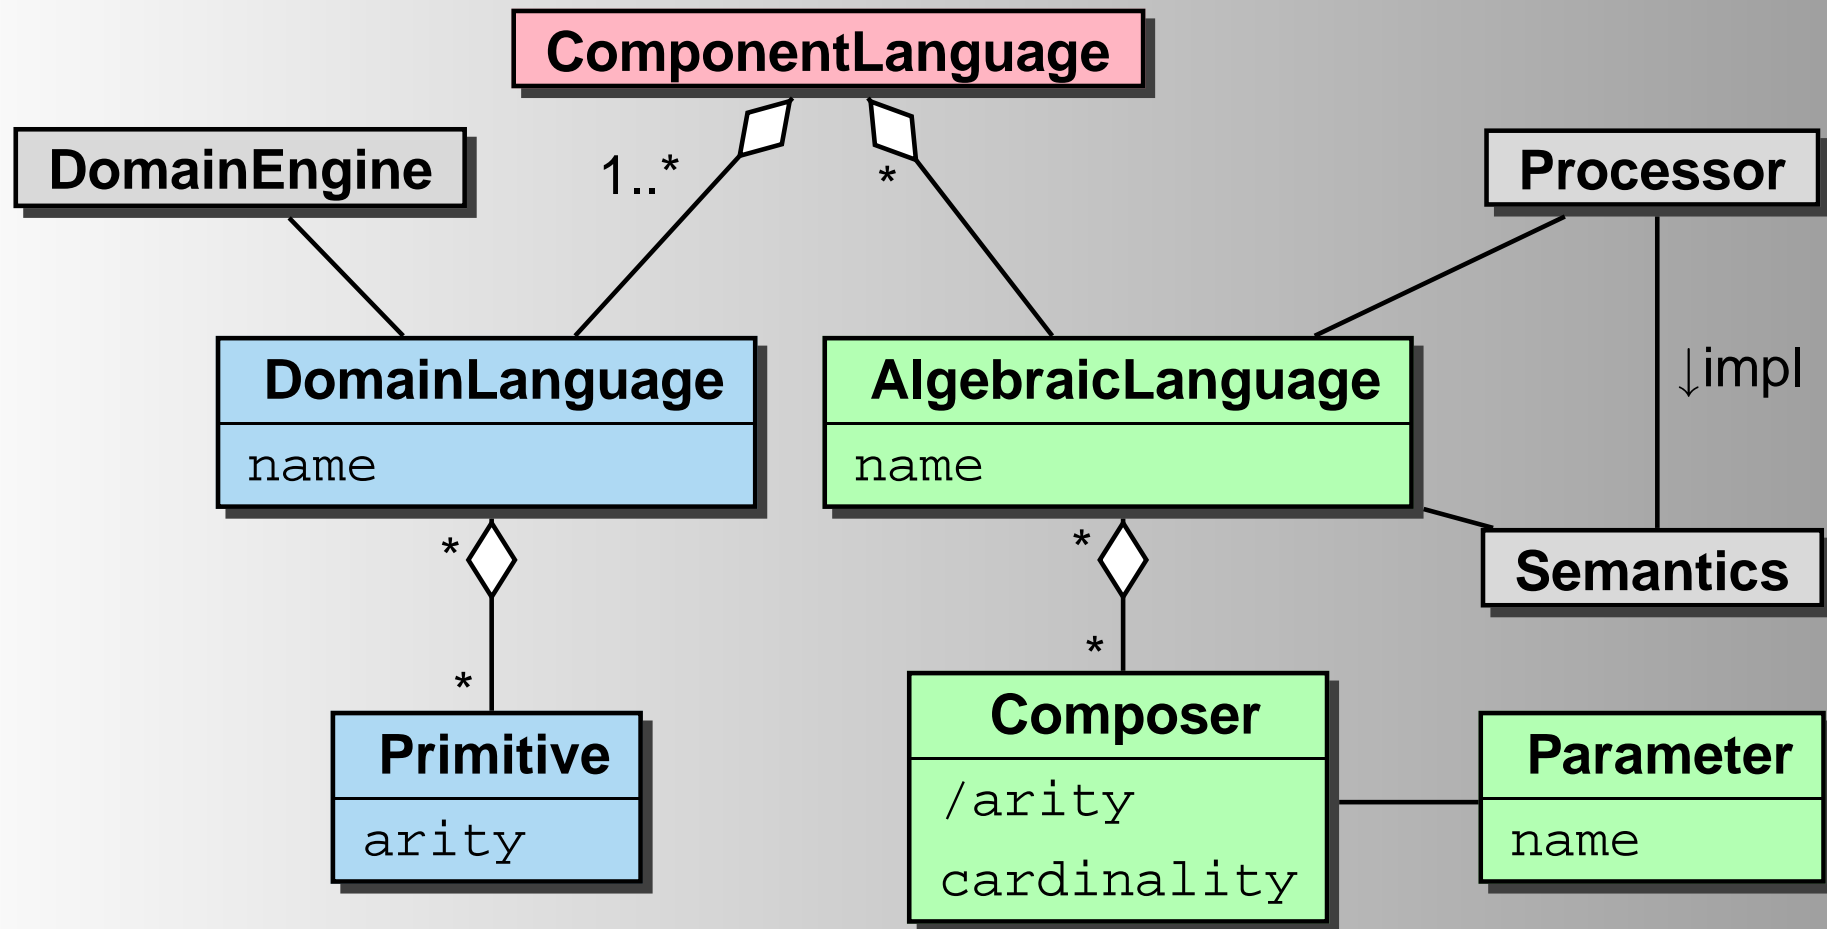 ComponentLanguage
DomainEngine
1..*
*
Processor
DomainLanguage
name
AlgebraicLanguage
name
↓impl
*
*
Semantics
*
*
Primitive
arity
Composer
/arity
cardinality
Parameter
name